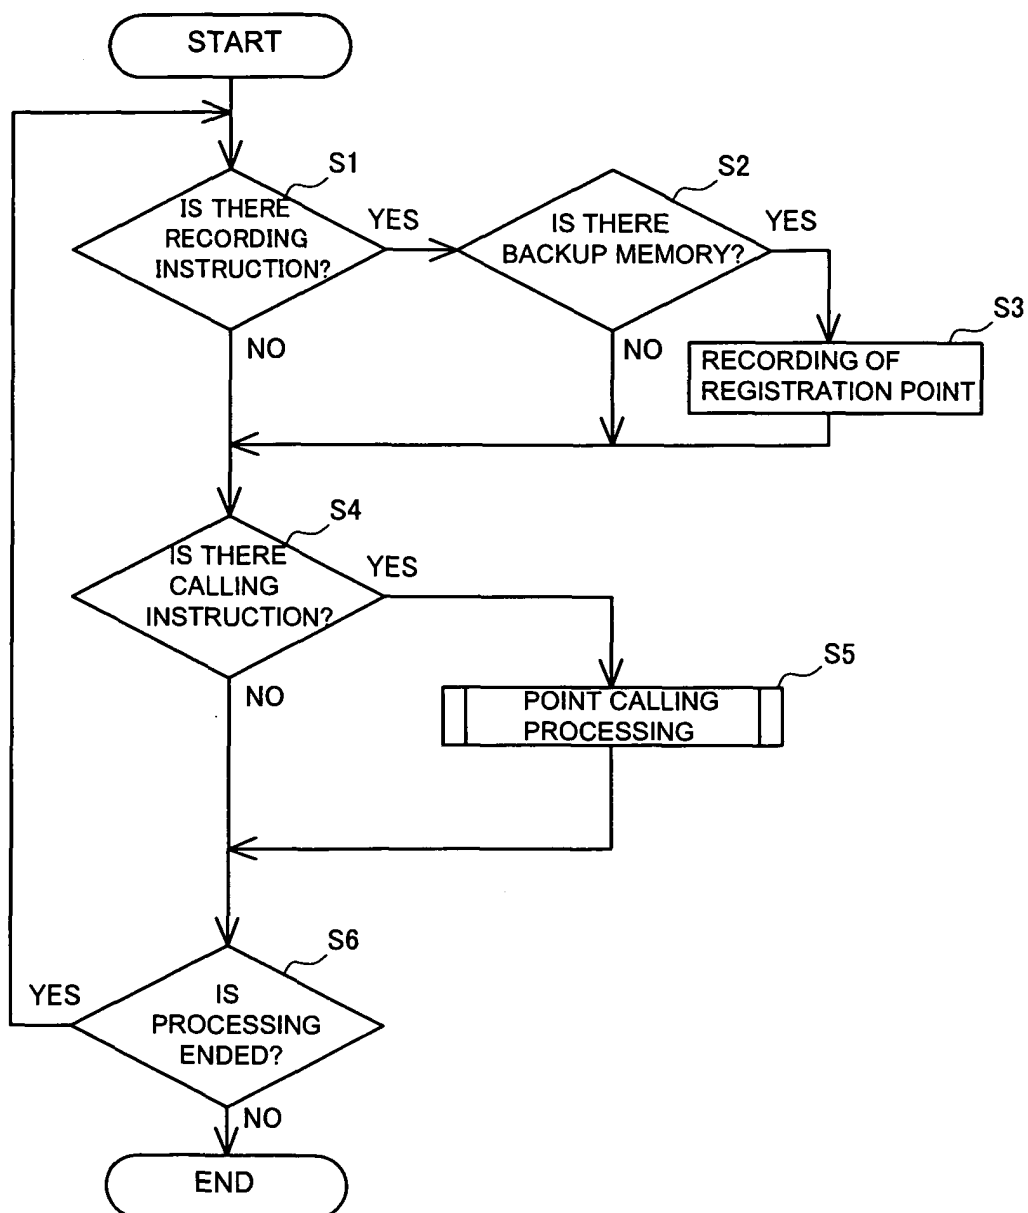 START
S1
IS THERE
RECORDING
INSTRUCTION?
YES
NO
S2
IS THERE
BACKUP MEMORY?
YES
NO
S3
RECORDING OF
REGISTRATION POINT
S4
IS THERE
CALLING
INSTRUCTION?
YES
NO
S5
POINT CALLING
PROCESSING
S6
IS
PROCESSING
ENDED?
YES
NO
END